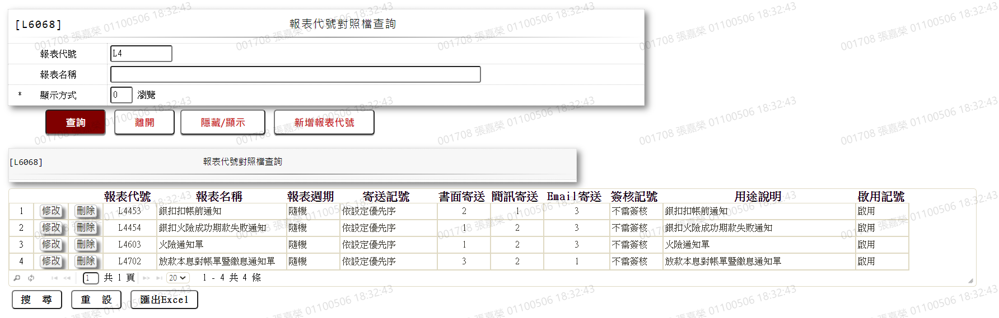 [L6068] 報表代號對照檔查詢
報表代號 L4
報表名稱
* 顯示方式 0 瀏覽
查詢 離開 隱藏/顯示 新增報表代號
[L6068] 報表代號對照檔查詢
報表代號 報表名稱 報表週期 寄送記號 書面寄送 簡訊寄送 Email寄送 簽核記號 用途說明 啟用記號
1 修改 刪除 L4453 銀扣扣帳前通知 隨機 依設定優先序 2 1 3 不需簽核 銀扣扣帳前通知 啟用
2 修改 刪除 L4454 銀扣火險成功期款失敗通知 隨機 依設定優先序 1 2 3 不需簽核 銀扣火險成功期款失敗通知 啟用
3 修改 刪除 L4603 火險通知單 隨機 依設定優先序 1 2 3 不需簽核 火險通知單 啟用
4 修改 刪除 L4702 放款本息對帳單暨繳息通知單 隨機 依設定優先序 3 2 1 不需簽核 放款本息對帳單暨繳息通知單 啟用
1 共 1 頁 20 1 - 4 共 4 條
搜 尋 重 設 匯出Excel
001708 張嘉榮 01100506 18:32:43